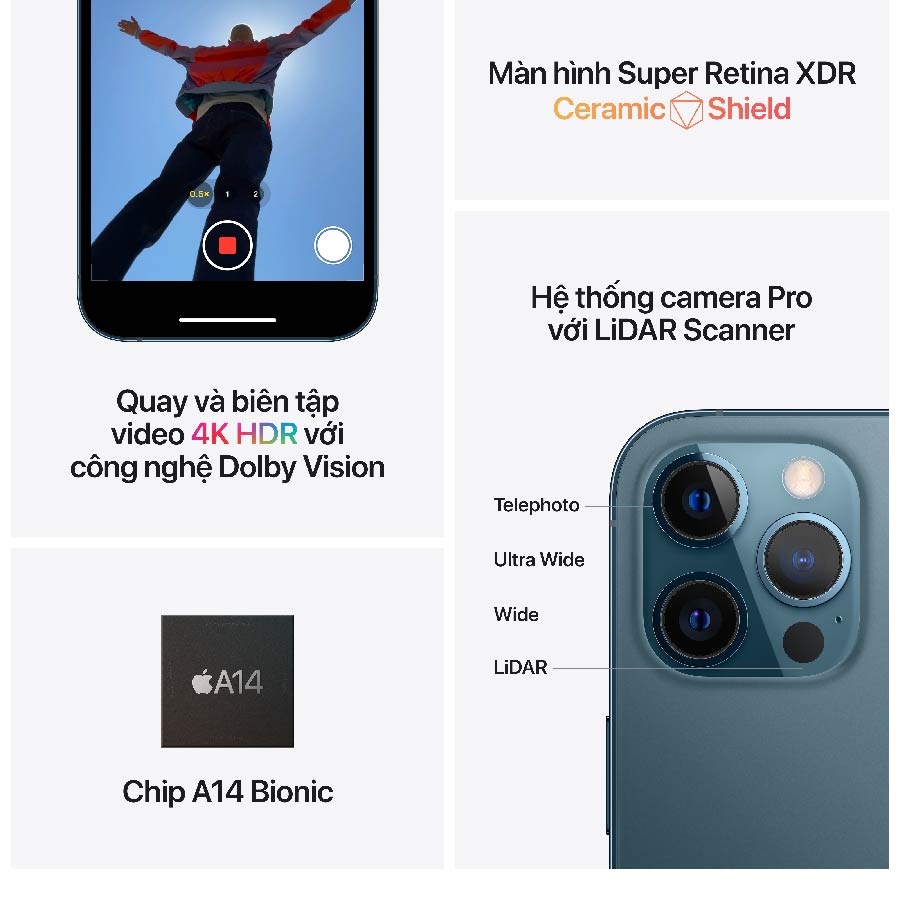 0.5×
1
2
Quay và biên tập
video 4K HDR với
công nghệ Dolby Vision
A14
Chip A14 Bionic
Màn hình Super Retina XDR
Ceramic Shield
Hệ thống camera Pro
với LiDAR Scanner
Telephoto
Ultra Wide
Wide
LiDAR